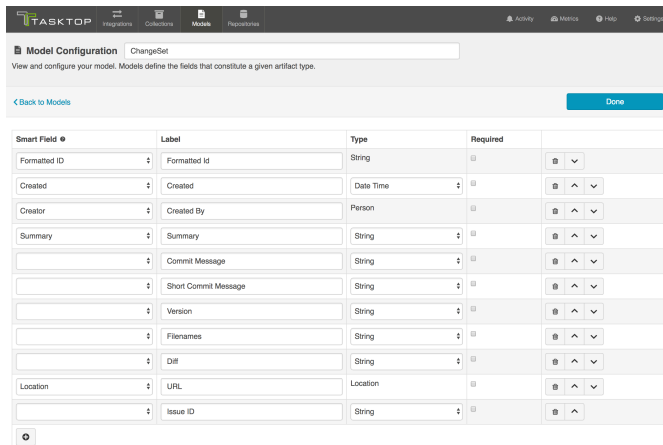 TASKTOP
Integrations Collections Models Repositories Activity Metrics Help Settings
Model Configuration ChangeSet
View and configure your model. Models define the fields that constitute a given artifact type.
Back to Models Done
Smart Field Label Type Required
Formatted ID Formatted Id String
Created Created Date Time
Creator Created By Person
Summary Summary String
Commit Message String
Short Commit Message String
Version String
Filenames String
Diff String
Location URL Location
Issue ID String